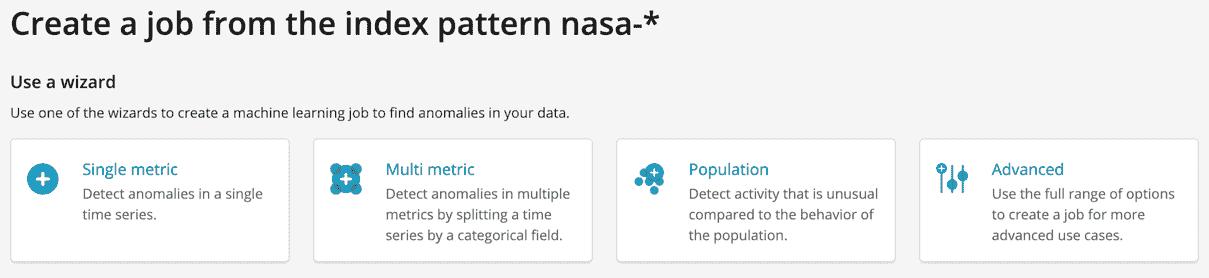 Create a job from the index pattern nasa-*
Use a wizard
Use one of the wizards to create a machine learning job to find anomalies in your data.
Single metric
Detect anomalies in a single
time series.
Multi metric
Detect anomalies in multiple
metrics by splitting a time
series by a categorical field.
Population
Detect activity that is unusual
compared to the behavior of
the population.
Advanced
Use the full range of options
to create a job for more
advanced use cases.